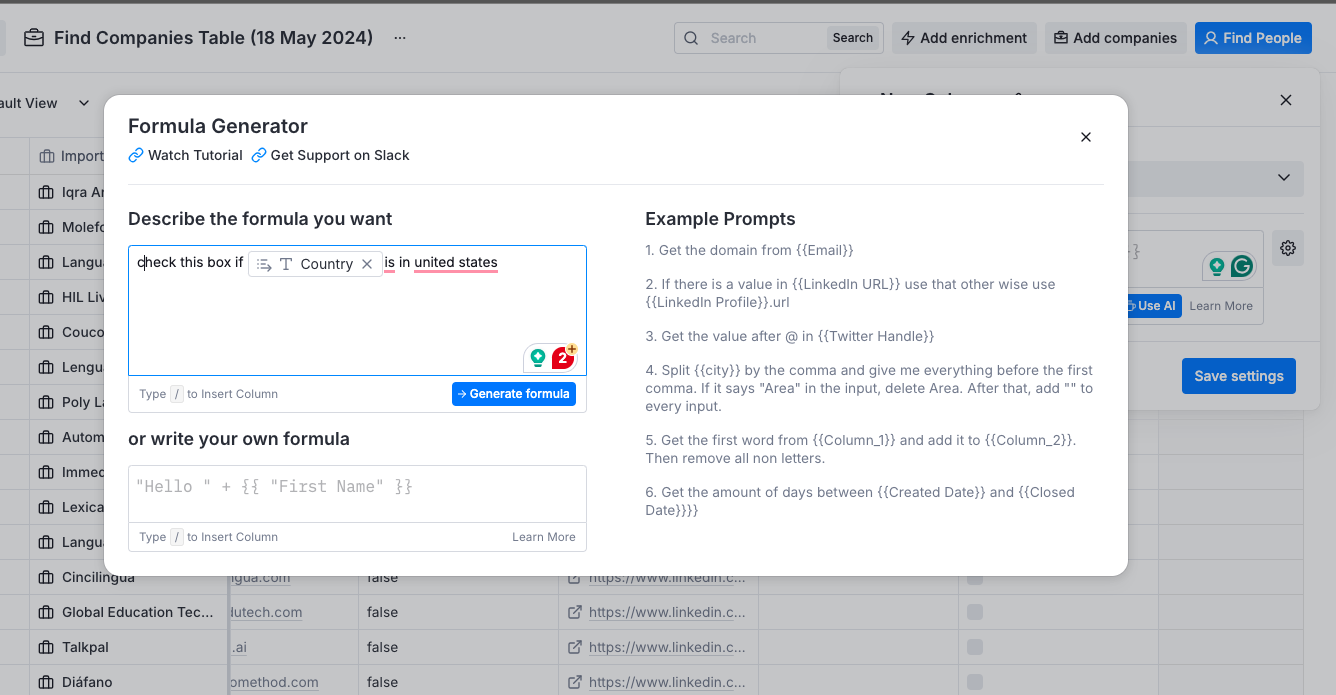 Find Companies Table (18 May 2024) ...
Search Search
Add enrichment
Add companies
Find People
ault View
Formula Generator
Watch Tutorial Get Support on Slack
Describe the formula you want
check this box if Country is in united states
2
Type / to Insert Column
Generate formula
or write your own formula
"Hello " + {{ "First Name" }}
Type / to Insert Column
Learn More
Example Prompts
1. Get the domain from {{Email}}
2. If there is a value in {{LinkedIn URL}} use that other wise use
{{LinkedIn Profile}}.url
3. Get the value after @ in {{Twitter Handle}}
4. Split {{city}} by the comma and give me everything before the first
comma. If it says "Area" in the input, delete Area. After that, add "" to
every input.
5. Get the first word from {{Column_1}} and add it to {{Column_2}}.
Then remove all non letters.
6. Get the amount of days between {{Created Date}} and {{Closed
Date}}}}
}
Use AI
Learn More
Save settings
Import
Iqra Ar
Molefo
Langua
HIL Liv
Couco
Lengu
Poly La
Autom
Immed
Lexica
Langua
Cincilingua igua.com false https://www.linkedin.c...
Global Education Tec... dutech.com false https://www.linkedin.c...
Talkpal .ai false https://www.linkedin.c...
Diáfano omethod.com false https://www.linkedin.c...